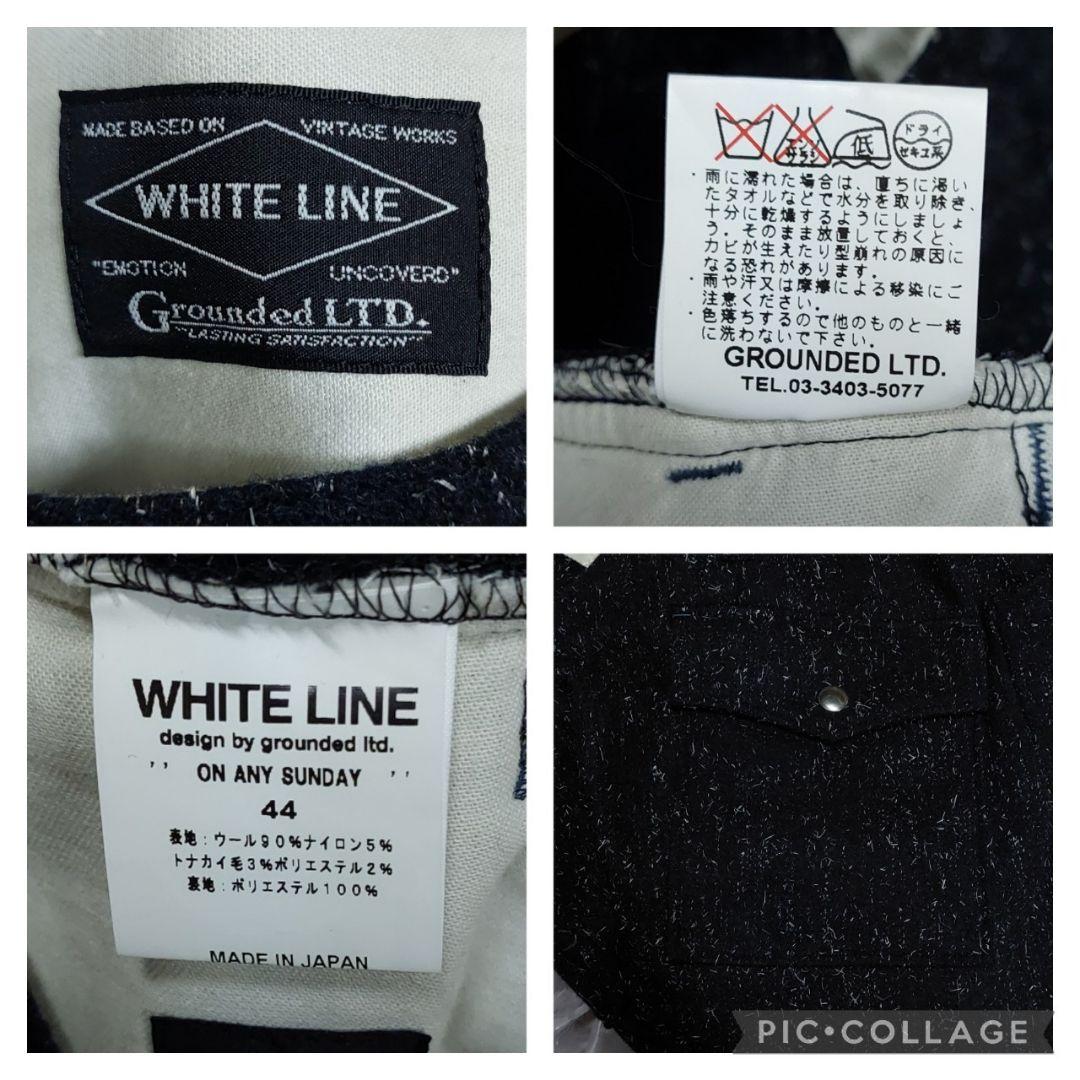 MADE BASED ON VINTAGE WORKS
WHITE LINE
"EMOTION UNCOVERD"
Grounded LTD.
"LASTING SATISFACTION"
エンソサラシ
低
ドライ
セキユ系
・雨に濡れた場合は、直ちに渇い
たタオルなどで水分を取り除き、
十分に乾燥するようにしましょ
う。そのまま放置しておくと、
カビが生えたり型崩れの原因に
なる恐れがあります。
・雨や汗又は摩擦による移染にご
注意ください。
・色落ちするので他のものと一緒
に洗わないで下さい。
GROUNDED LTD.
TEL.03-3403-5077
WHITE LINE
design by grounded ltd.
'' ON ANY SUNDAY ''
44
表地:ウール90%ナイロン5%
トナカイ毛3%ポリエステル2%
裏地:ポリエステル100%
MADE IN JAPAN
PIC•COLLAGE